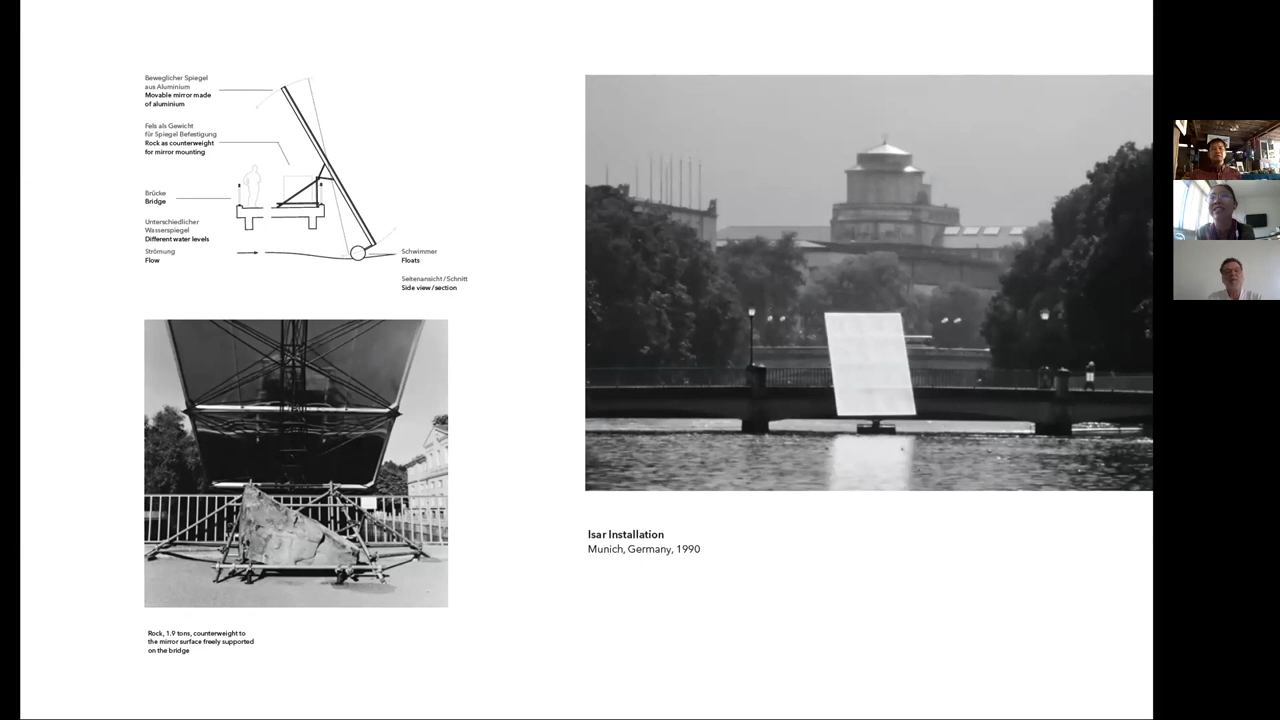 Beweglicher Spiegel
aus Aluminium
Movable mirror made
of aluminium
Fels als Gewicht
für Spiegel Befestigung
Rock as counterweight
for mirror mounting
Brücke
Bridge
Unterschiedlicher
Wasserspiegel
Different water levels
Strömung
Flow
Schwimmer
Floats
Seitenansicht / Schnitt
Side view / section
Rock, 1.9 tons, counterweight to
the mirror surface freely supported
on the bridge
Isar Installation
Munich, Germany, 1990